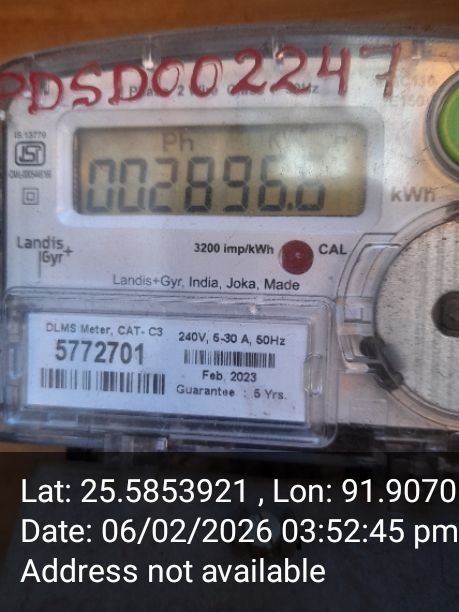 PDSD002247
IS 13779
Ph
002896.8
kWh
3200 imp/kWh
CAL
Landis+
Gyr
Landis+Gyr, India, Joka, Made
DLMS Meter, CAT- C3
5772701
240V, 5-30 A, 50Hz
Feb, 2023
Guarantee : 5 Yrs.
Lat: 25.5853921 , Lon: 91.9070
Date: 06/02/2026 03:52:45 pm
Address not available